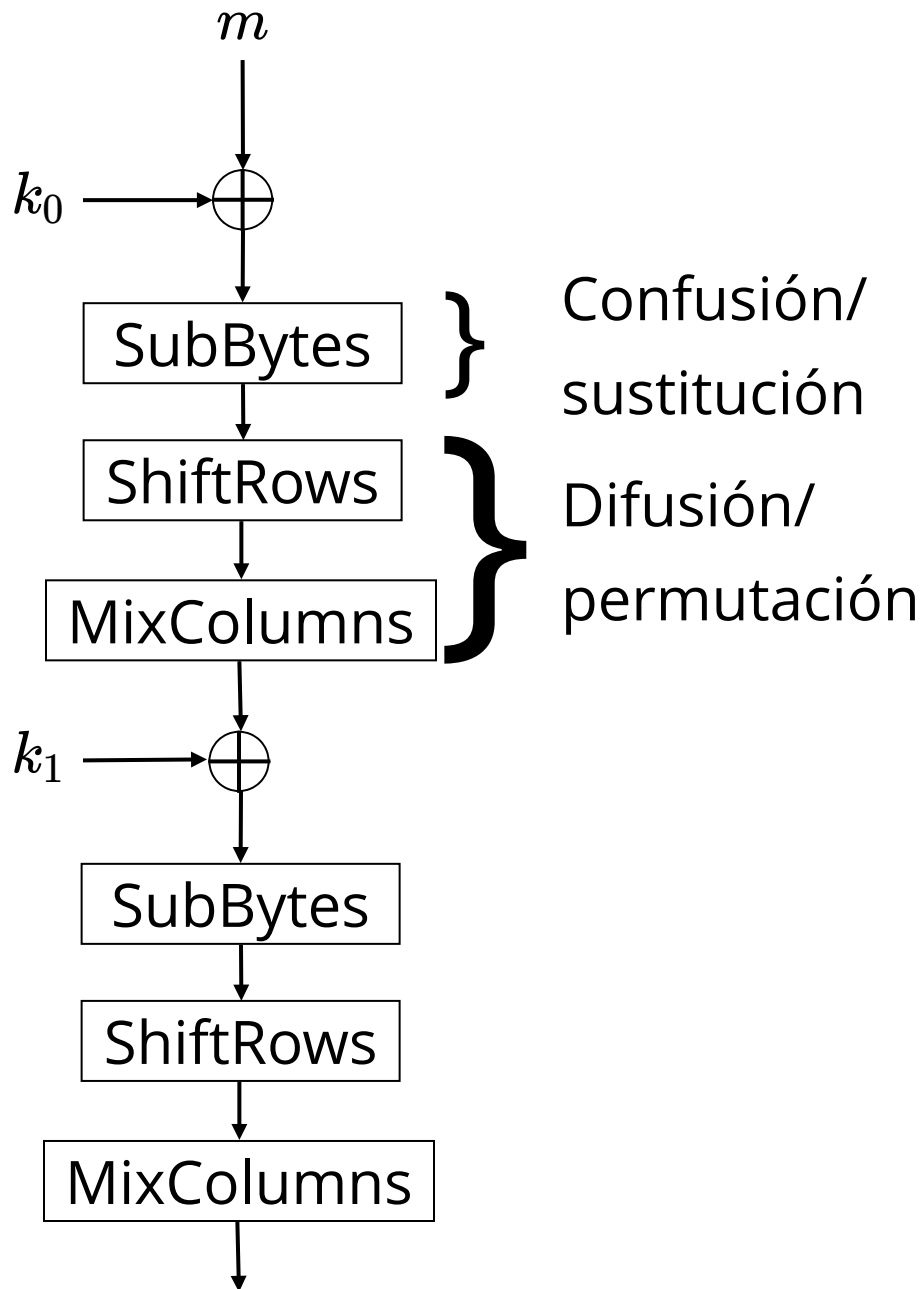 m
k₀
SubBytes
Confusión/
sustitución
ShiftRows
Difusión/
permutación
MixColumns
k₁
SubBytes
ShiftRows
MixColumns